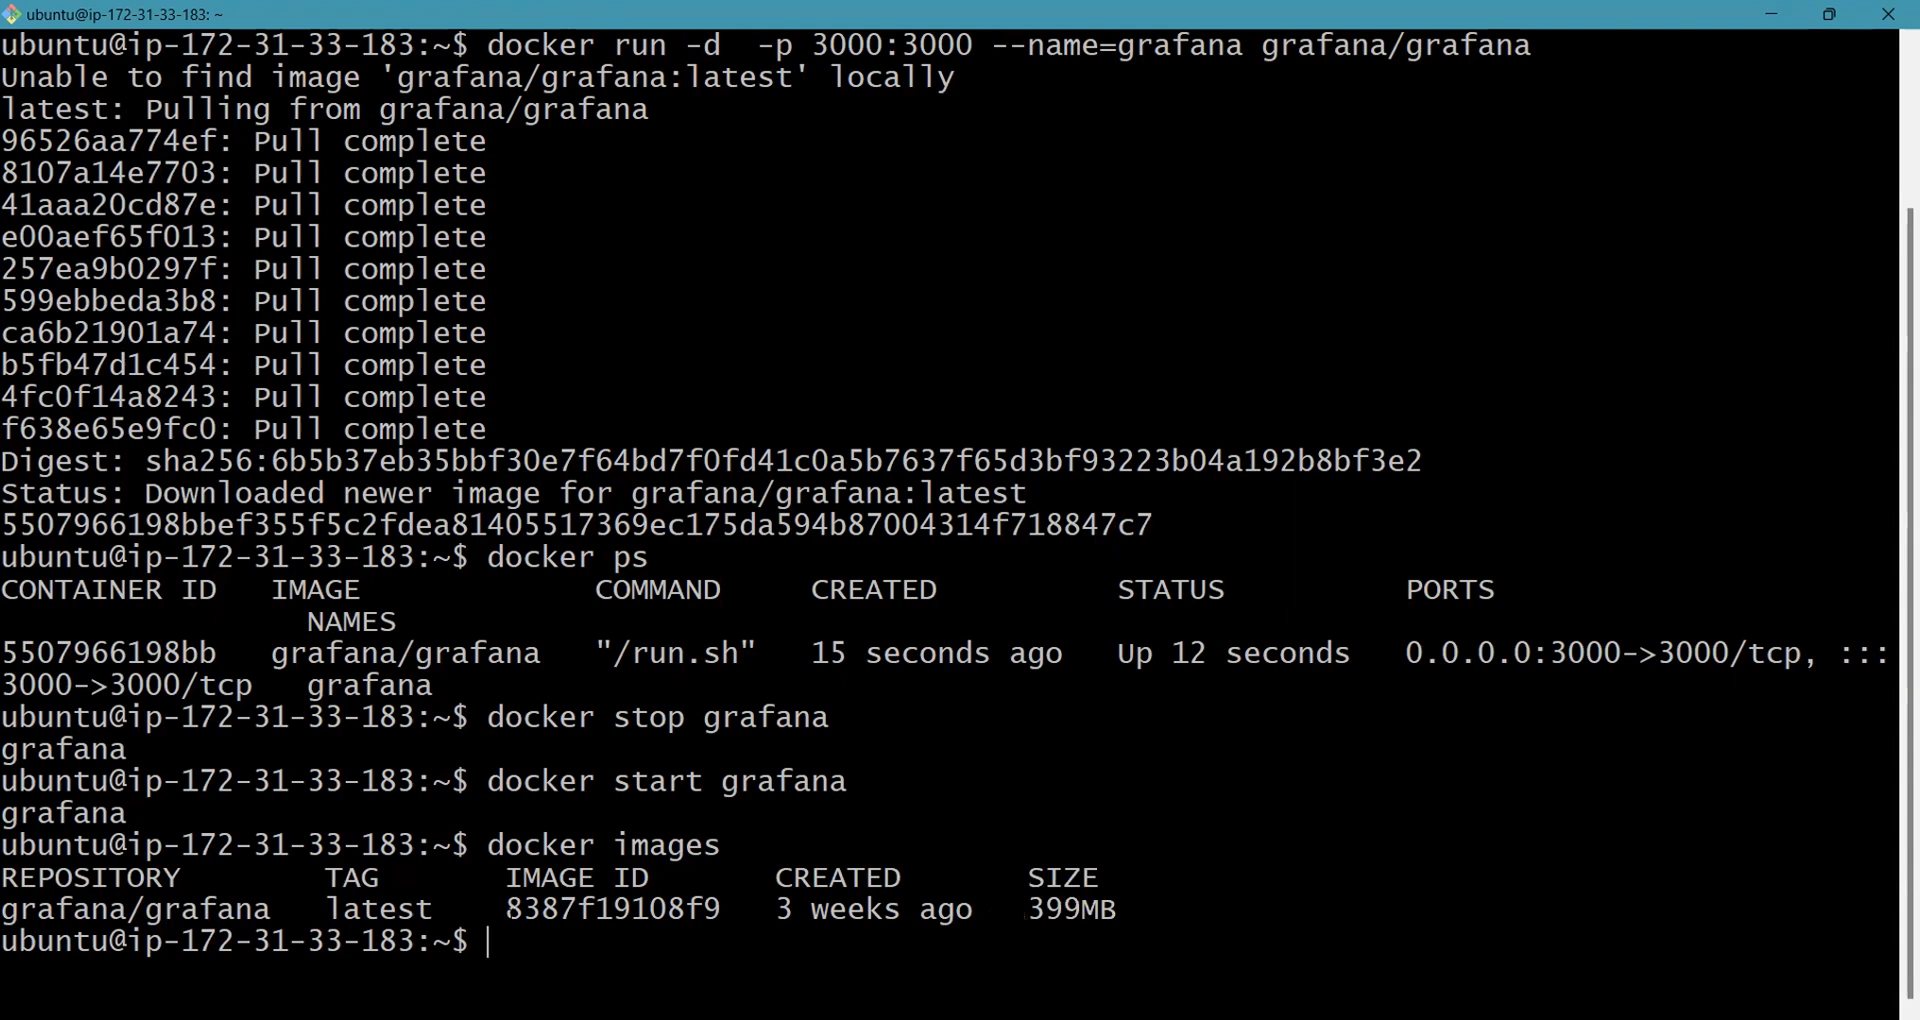 ubuntu@ip-172-31-33-183: ~
ubuntu@ip-172-31-33-183:~$ docker run -d  -p 3000:3000 --name=grafana grafana/grafana
Unable to find image 'grafana/grafana:latest' locally
latest: Pulling from grafana/grafana
96526aa774ef: Pull complete
8107a14e7703: Pull complete
41aaa20cd87e: Pull complete
e00aef65f013: Pull complete
257ea9b0297f: Pull complete
599ebbeda3b8: Pull complete
ca6b21901a74: Pull complete
b5fb47d1c454: Pull complete
4fc0f14a8243: Pull complete
f638e65e9fc0: Pull complete
Digest: sha256:6b5b37eb35bbf30e7f64bd7f0fd41c0a5b7637f65d3bf93223b04a192b8bf3e2
Status: Downloaded newer image for grafana/grafana:latest
5507966198bbef355f5c2fdea81405517369ec175da594b87004314f718847c7
ubuntu@ip-172-31-33-183:~$ docker ps
CONTAINER ID   IMAGE             COMMAND     CREATED          STATUS          PORTS
                 NAMES
5507966198bb   grafana/grafana   "/run.sh"   15 seconds ago   Up 12 seconds   0.0.0.0:3000->3000/tcp, :::
3000->3000/tcp   grafana
ubuntu@ip-172-31-33-183:~$ docker stop grafana
grafana
ubuntu@ip-172-31-33-183:~$ docker start grafana
grafana
ubuntu@ip-172-31-33-183:~$ docker images
REPOSITORY        TAG       IMAGE ID       CREATED       SIZE
grafana/grafana   latest    8387f19108f9   3 weeks ago   399MB
ubuntu@ip-172-31-33-183:~$